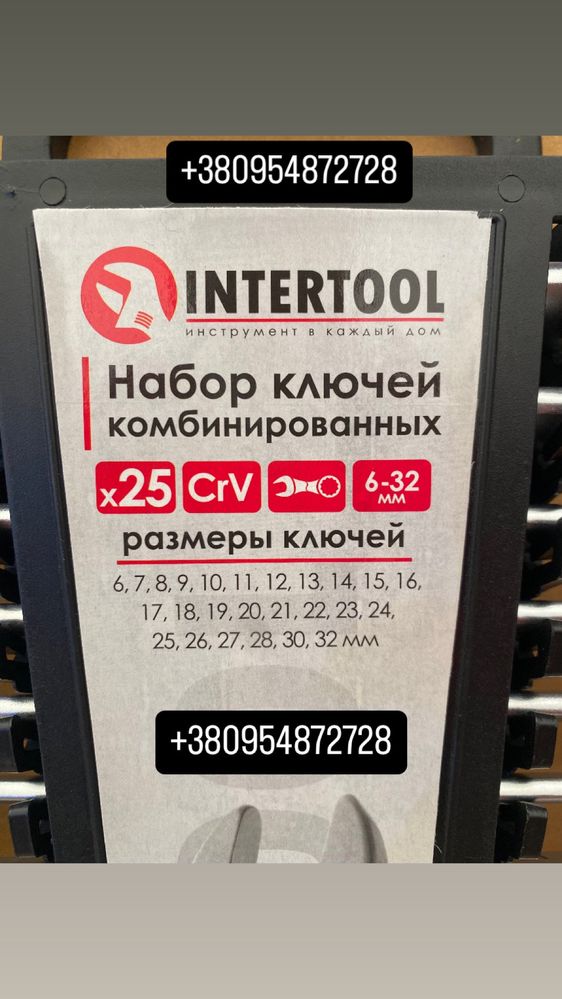 +380954872728
INTERTOOL
инструмент в каждый дом
Набор ключей
комбинированных
x25 CrV 6-32 мм
размеры ключей
6, 7, 8, 9, 10, 11, 12, 13, 14, 15, 16,
17, 18, 19, 20, 21, 22, 23, 24,
25, 26, 27, 28, 30, 32 мм
+380954872728